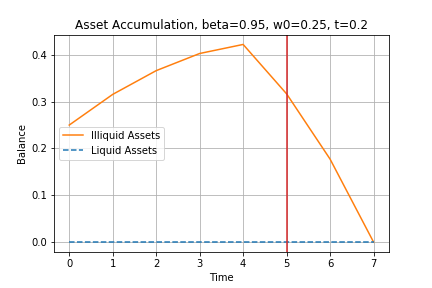 Asset Accumulation, beta=0.95, w0=0.25, t=0.2
Balance
0.4
0.3
0.2
0.1
0.0
Illiquid Assets
Liquid Assets
0 1 2 3 4 5 6 7
Time